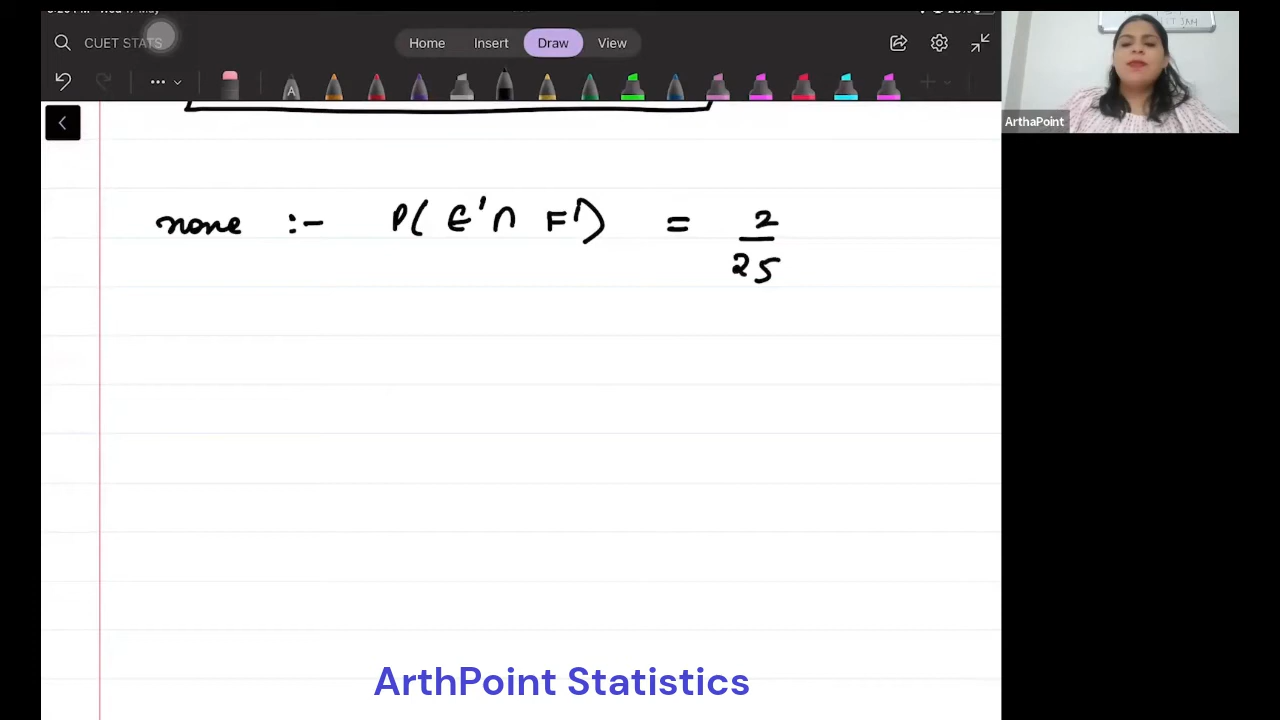 CUET STATS
Home Insert Draw View
A
ArthaPoint
none :- P( E' ∩ F') = 2/25
ArthPoint Statistics